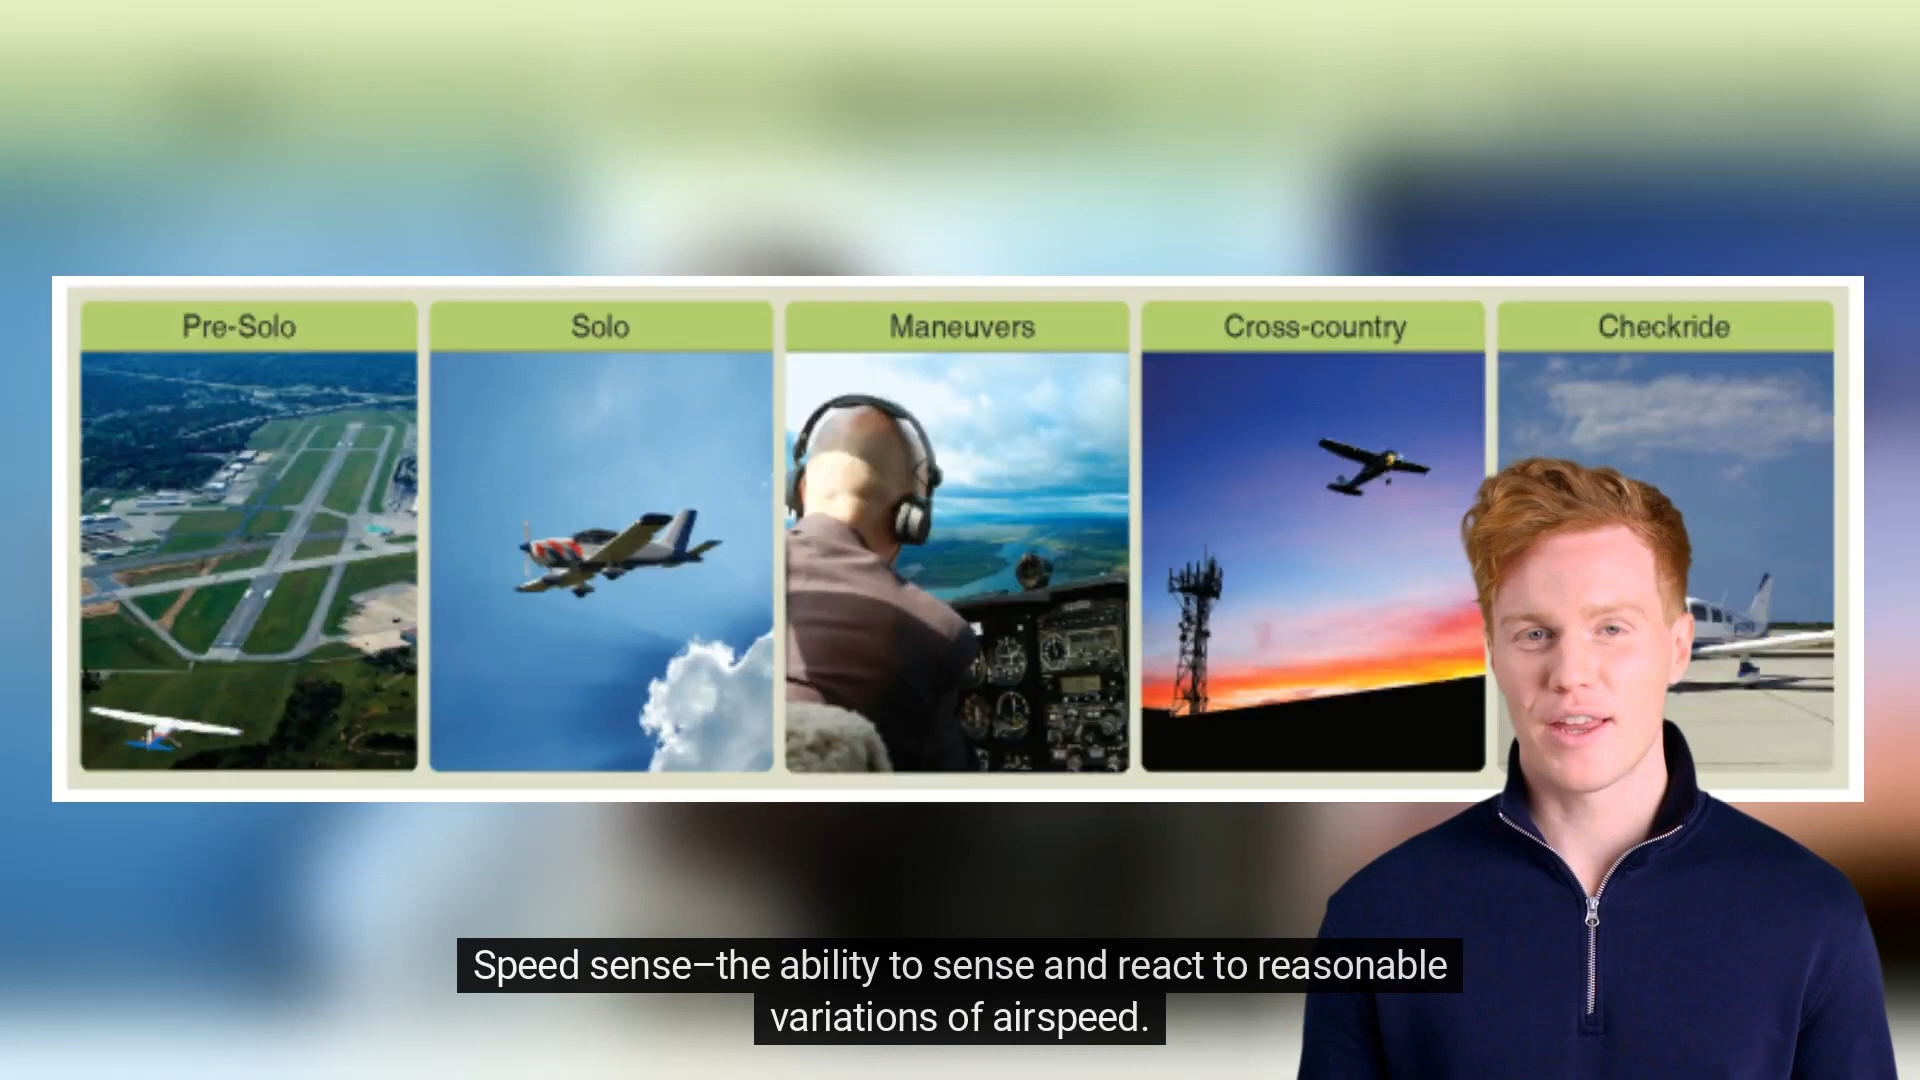 Pre-Solo
Solo
Maneuvers
Cross-country
Checkride
Speed sense–the ability to sense and react to reasonable
variations of airspeed.